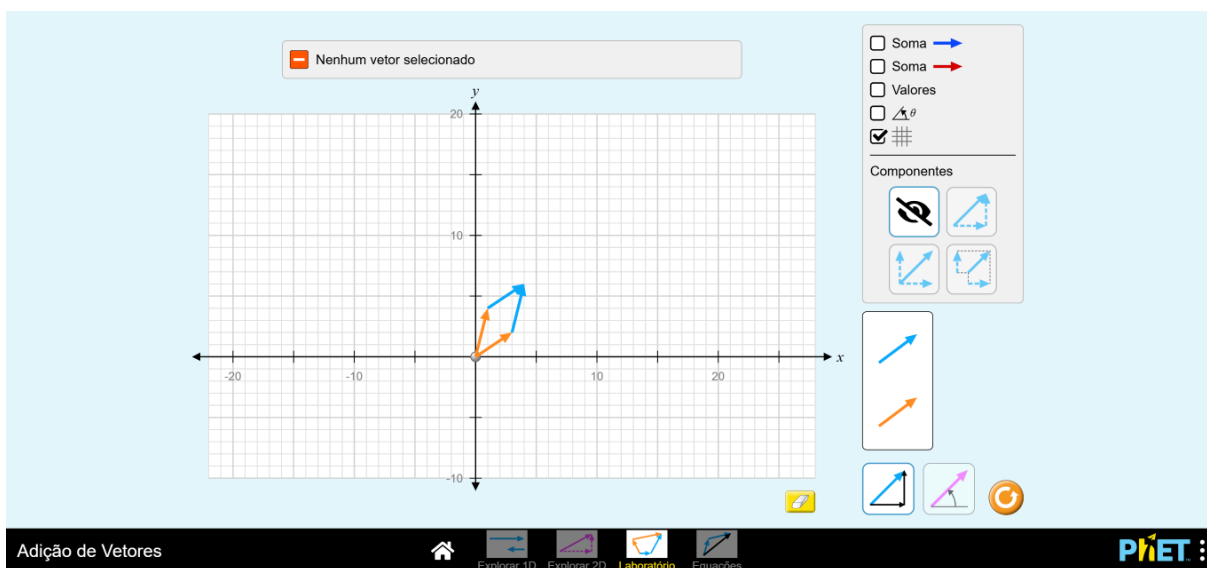 Nenhum vetor selecionado
Soma
Soma
Valores
θ
Componentes
y
20
10
-20
-10
10
20
x
-10
Adição de Vetores
Explorar 1D
Explorar 2D
Laboratório
Equações
PhET